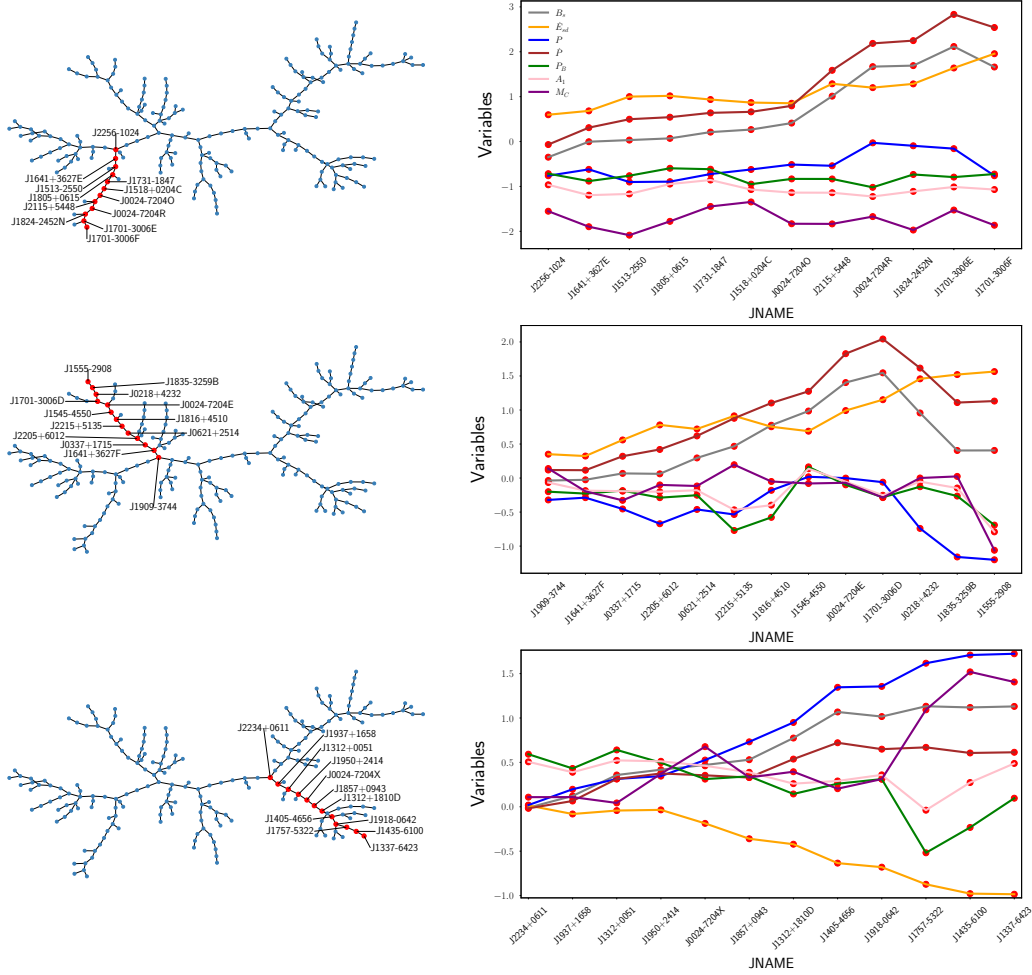 J2256-1024
J1641+3627E
J1731-1847
J1513-2550
J1518+0204C
J1805+0615
J0024-7204O
J2115+5448
J0024-7204R
J1824-2452N
J1701-3006E
J1701-3006F
Variables
3
2
1
0
−1
−2
B_s
Ė_sd
P
Ṗ
P_B
A_1
M_C
J2256-1024
J1641+3627E
J1513-2550
J1805+0615
J1731-1847
J1518+0204C
J0024-7204O
J2115+5448
J0024-7204R
J1824-2452N
J1701-3006E
J1701-3006F
JNAME
J1555-2908
J1835-3259B
J0218+4232
J1701-3006D
J0024-7204E
J1545-4550
J1816+4510
J2215+5135
J0621+2514
J2205+6012
J0337+1715
J1641+3627F
J1909-3744
Variables
2.0
1.5
1.0
0.5
0.0
−0.5
−1.0
J1909-3744
J1641+3627F
J0337+1715
J2205+6012
J0621+2514
J2215+5135
J1816+4510
J1545-4550
J0024-7204E
J1701-3006D
J0218+4232
J1835-3259B
J1555-2908
JNAME
J2234+0611
J1937+1658
J1312+0051
J1950+2414
J0024-7204X
J1857+0943
J1312+1810D
J1405-4656
J1918-0642
J1757-5322
J1435-6100
J1337-6423
Variables
1.5
1.0
0.5
0.0
−0.5
−1.0
J2234+0611
J1937+1658
J1312+0051
J1950+2414
J0024-7204X
J1857+0943
J1312+1810D
J1405-4656
J1918-0642
J1757-5322
J1435-6100
J1337-6423
JNAME